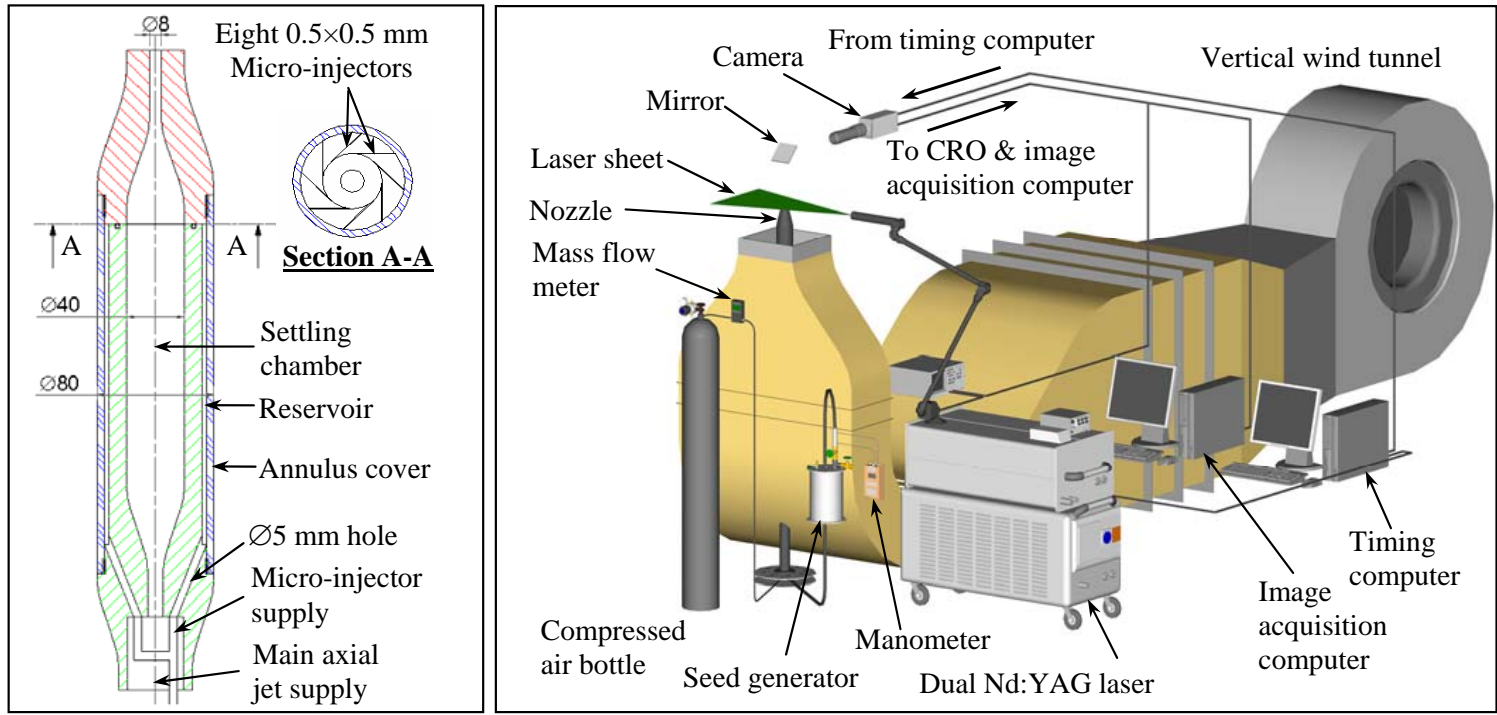 Ø8
Eight 0.5×0.5 mm
Micro-injectors
A
A
Section A-A
Ø40
Settling
chamber
Ø80
Reservoir
Annulus cover
Ø5 mm hole
Micro-injector
supply
Main axial
jet supply
From timing computer
Camera
Vertical wind tunnel
Mirror
To CRO & image
acquisition computer
Laser sheet
Nozzle
Mass flow
meter
Timing
computer
Image
acquisition
computer
Compressed
air bottle
Manometer
Seed generator
Dual Nd:YAG laser